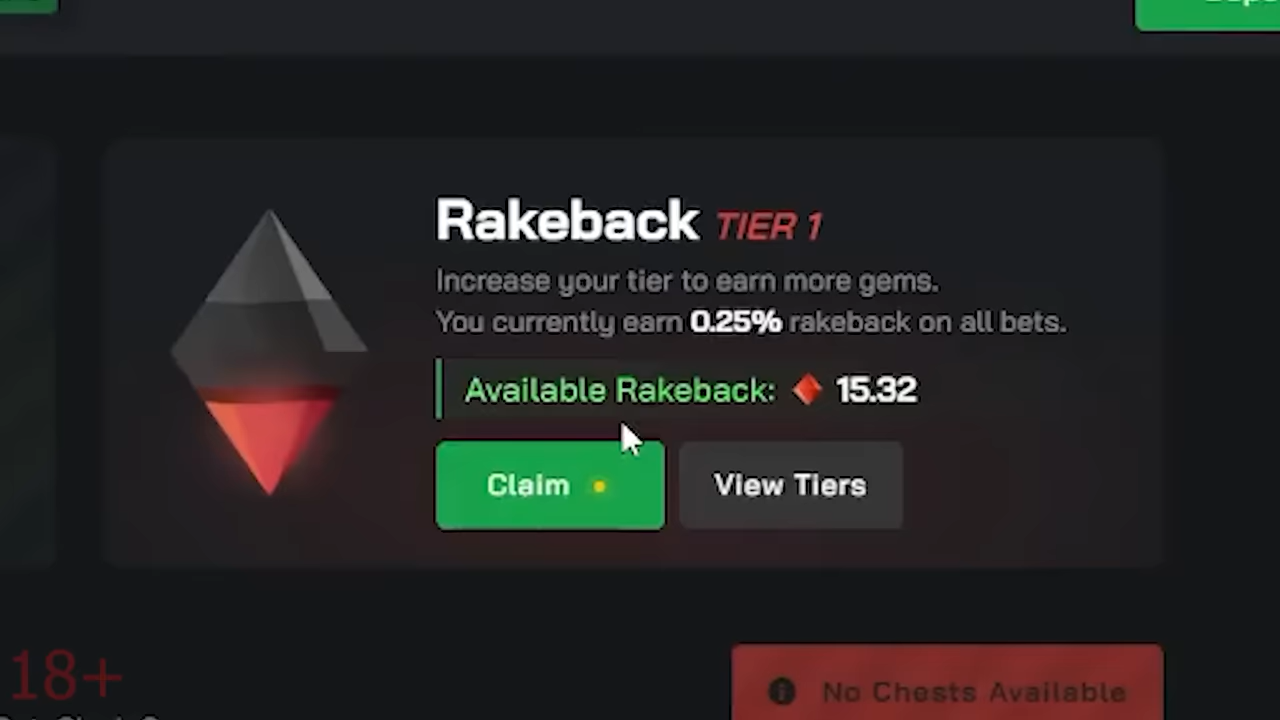 Rakeback TIER 1
Increase your tier to earn more gems.
You currently earn 0.25% rakeback on all bets.
Available Rakeback: 15.32
Claim
View Tiers
18+
No Chests Available